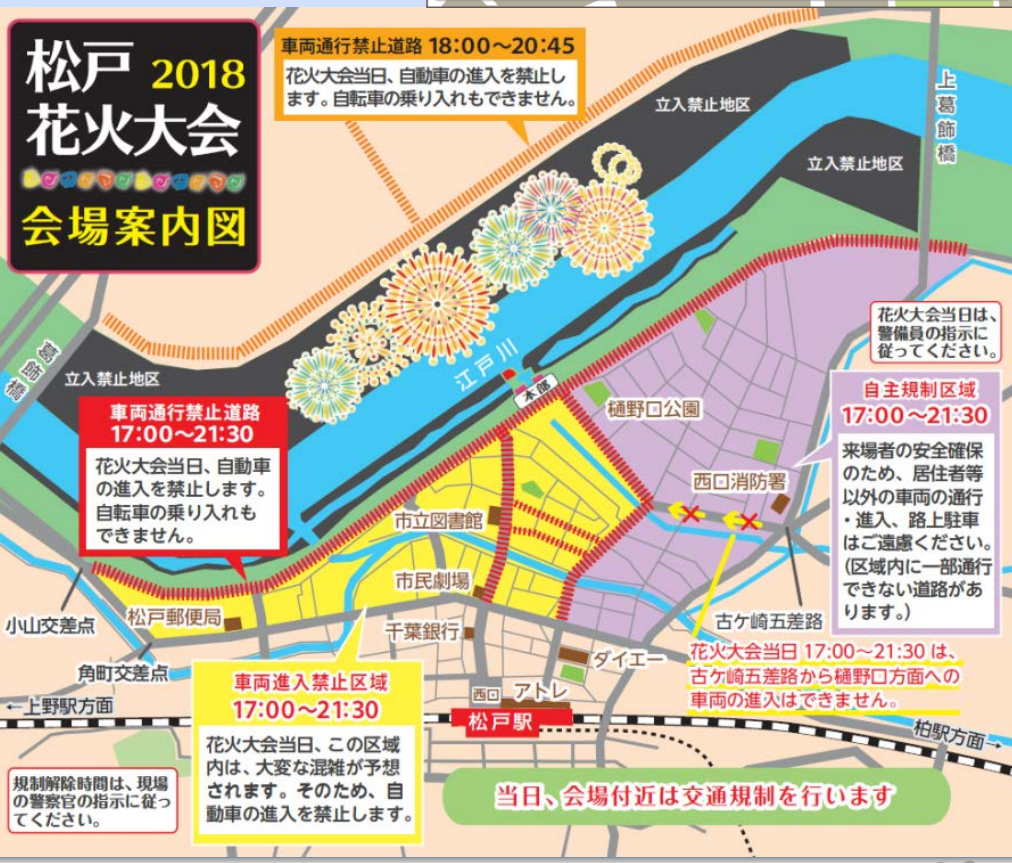 松戸 2018
花火大会
会場案内図
車両通行禁止道路 18:00〜20:45
花火大会当日、自動車の進入を禁止し
ます。自転車の乗り入れもできません。
立入禁止地区
立入禁止地区
上葛飾橋
葛飾橋
立入禁止地区
江戸川
本部
樋野口公園
花火大会当日は、
警備員の指示に
従ってください。
車両通行禁止道路
17:00〜21:30
花火大会当日、自動車
の進入を禁止します。
自転車の乗り入れも
できません。
自主規制区域
17:00〜21:30
来場者の安全確保
のため、居住者等
以外の車両の通行
・進入、路上駐車
はご遠慮ください。
(区域内に一部通行
できない道路があ
ります。)
西口消防署
市立図書館
市民劇場
松戸郵便局
千葉銀行
小山交差点
角町交差点
古ケ崎五差路
花火大会当日 17:00〜21:30 は、
古ケ崎五差路から樋野口方面への
車両の進入はできません。
ダイエー
西口
アトレ
松戸駅
←上野駅方面
柏駅方面→
車両進入禁止区域
17:00〜21:30
花火大会当日、この区域
内は、大変な混雑が予想
されます。そのため、自
動車の進入を禁止します。
規制解除時間は、現場
の警察官の指示に従っ
てください。
当日、会場付近は交通規制を行います